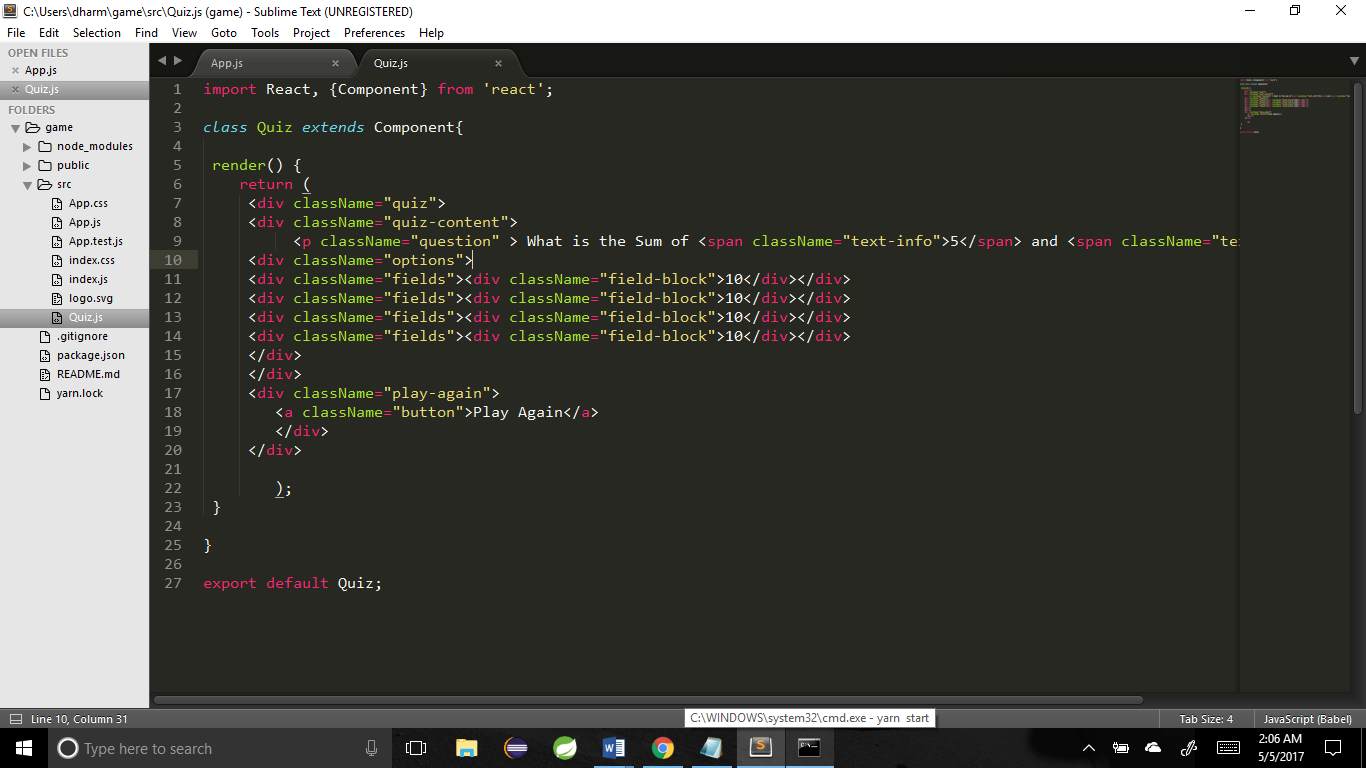 C:\Users\dharm\game\src\Quiz.js (game) - Sublime Text (UNREGISTERED)
File Edit Selection Find View Goto Tools Project Preferences Help
OPEN FILES
App.js
Quiz.js
FOLDERS
game
node_modules
public
src
App.css
App.js
App.test.js
index.css
index.js
logo.svg
Quiz.js
.gitignore
package.json
README.md
yarn.lock
App.js Quiz.js
1 import React, {Component} from 'react';
2
3 class Quiz extends Component{
4
5 render() {
6 return (
7 <div className="quiz">
8 <div className="quiz-content">
9 <p className="question" > What is the Sum of <span className="text-info">5</span> and <span className="te
10 <div className="options">
11 <div className="fields"><div className="field-block">10</div></div>
12 <div className="fields"><div className="field-block">10</div></div>
13 <div className="fields"><div className="field-block">10</div></div>
14 <div className="fields"><div className="field-block">10</div></div>
15 </div>
16 </div>
17 <div className="play-again">
18 <a className="button">Play Again</a>
19 </div>
20 </div>
21
22 );
23 }
24
25 }
26
27 export default Quiz;
Line 10, Column 31
C:\WINDOWS\system32\cmd.exe - yarn start
Tab Size: 4 JavaScript (Babel)
Type here to search
2:06 AM
5/5/2017